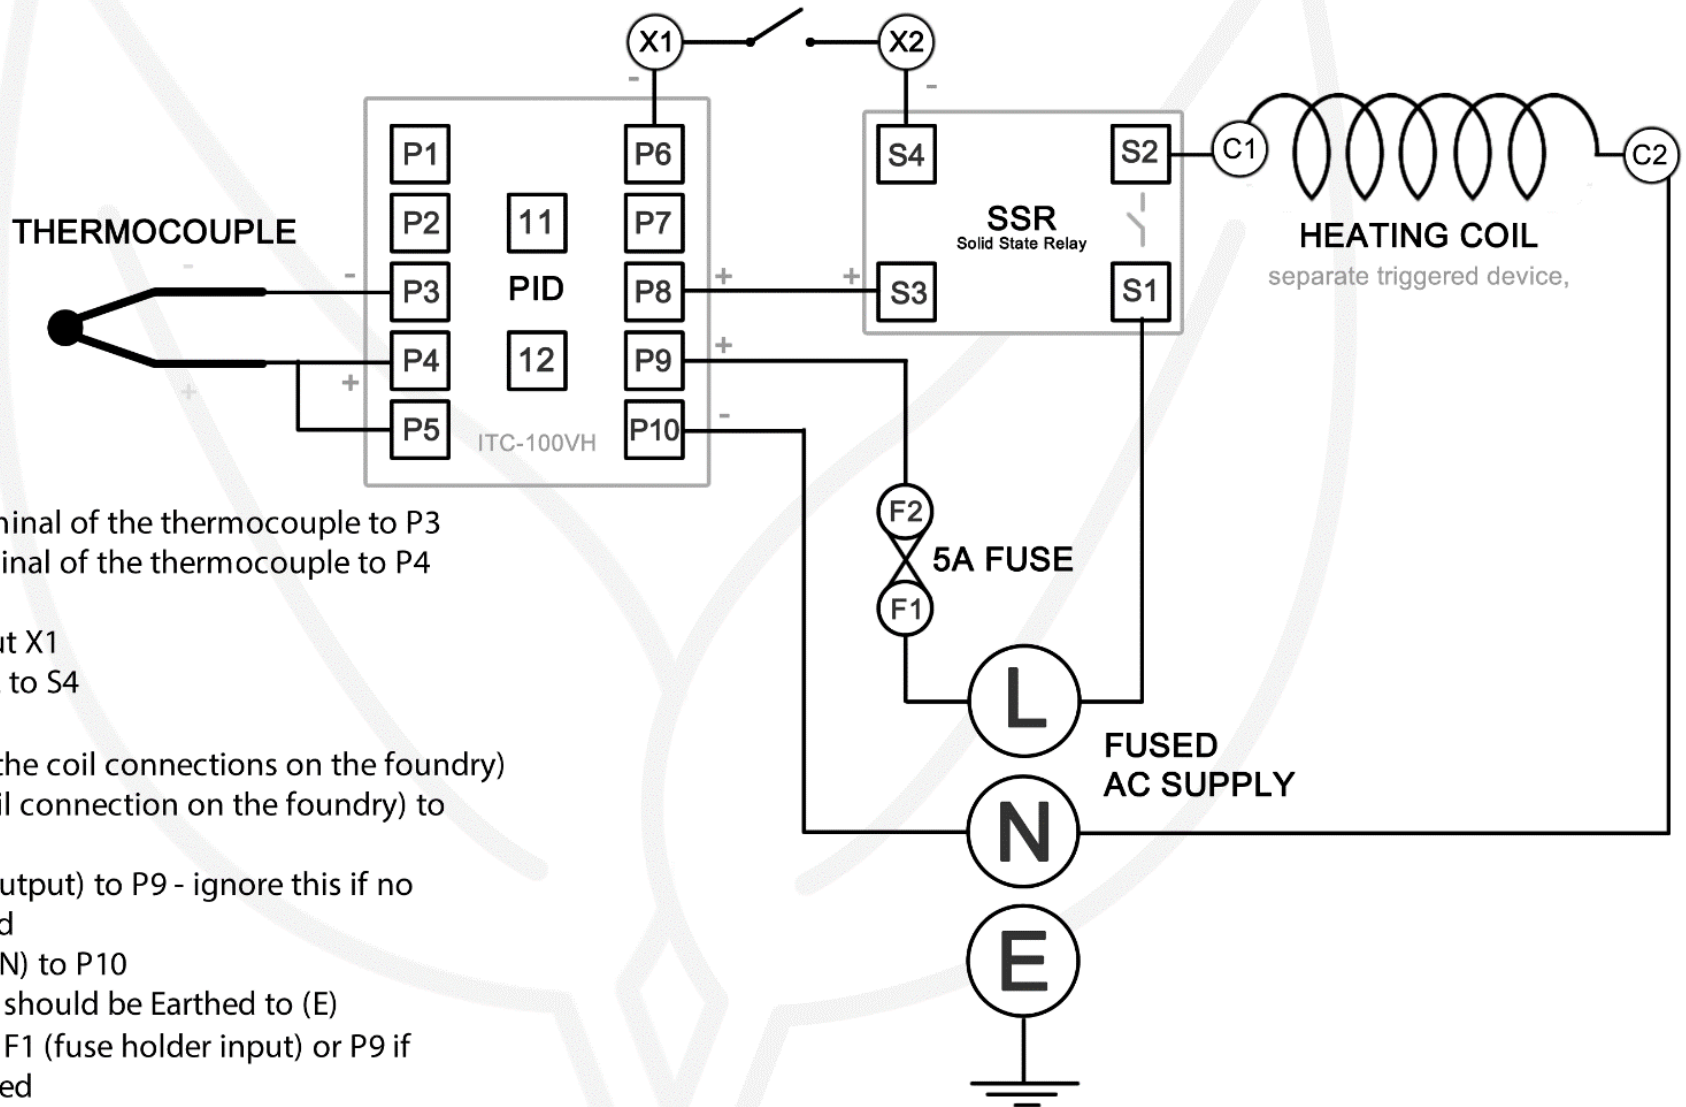 X1
X2
-
-
P1
P6
S4
S2
C1
C2
THERMOCOUPLE
P2
11
P7
SSR
Solid State Relay
HEATING COIL
separate triggered device,
-
-
P3
PID
P8
+
+
S3
S1
+
+
P4
12
P9
+
P5
ITC-100VH
P10
-
F2
5A FUSE
F1
L
FUSED
AC SUPPLY
N
E
minal of the thermocouple to P3
inal of the thermocouple to P4
ut X1
to S4
the coil connections on the foundry)
il connection on the foundry) to
utput) to P9 - ignore this if no
d
N) to P10
should be Earthed to (E)
F1 (fuse holder input) or P9 if
ed